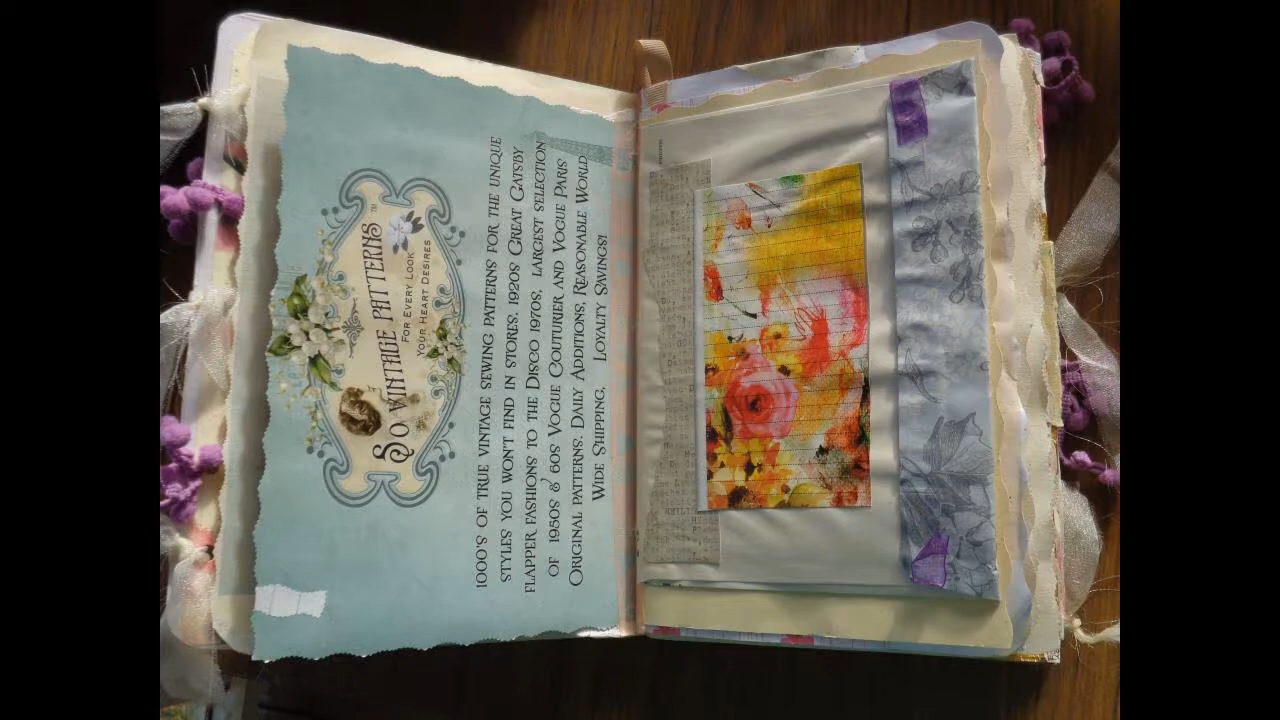 So Vintage Patterns ™
For Every Look
Your Heart Desires
1000's of true vintage sewing patterns for the unique
styles you won't find in stores. 1920s Great Gatsby
flapper fashions to the Disco 1970s, largest selection
of 1950s & 60s Vogue Couturier and Vogue Paris
Original patterns. Daily Additions, Reasonable World
Wide Shipping, Loyalty Savings!